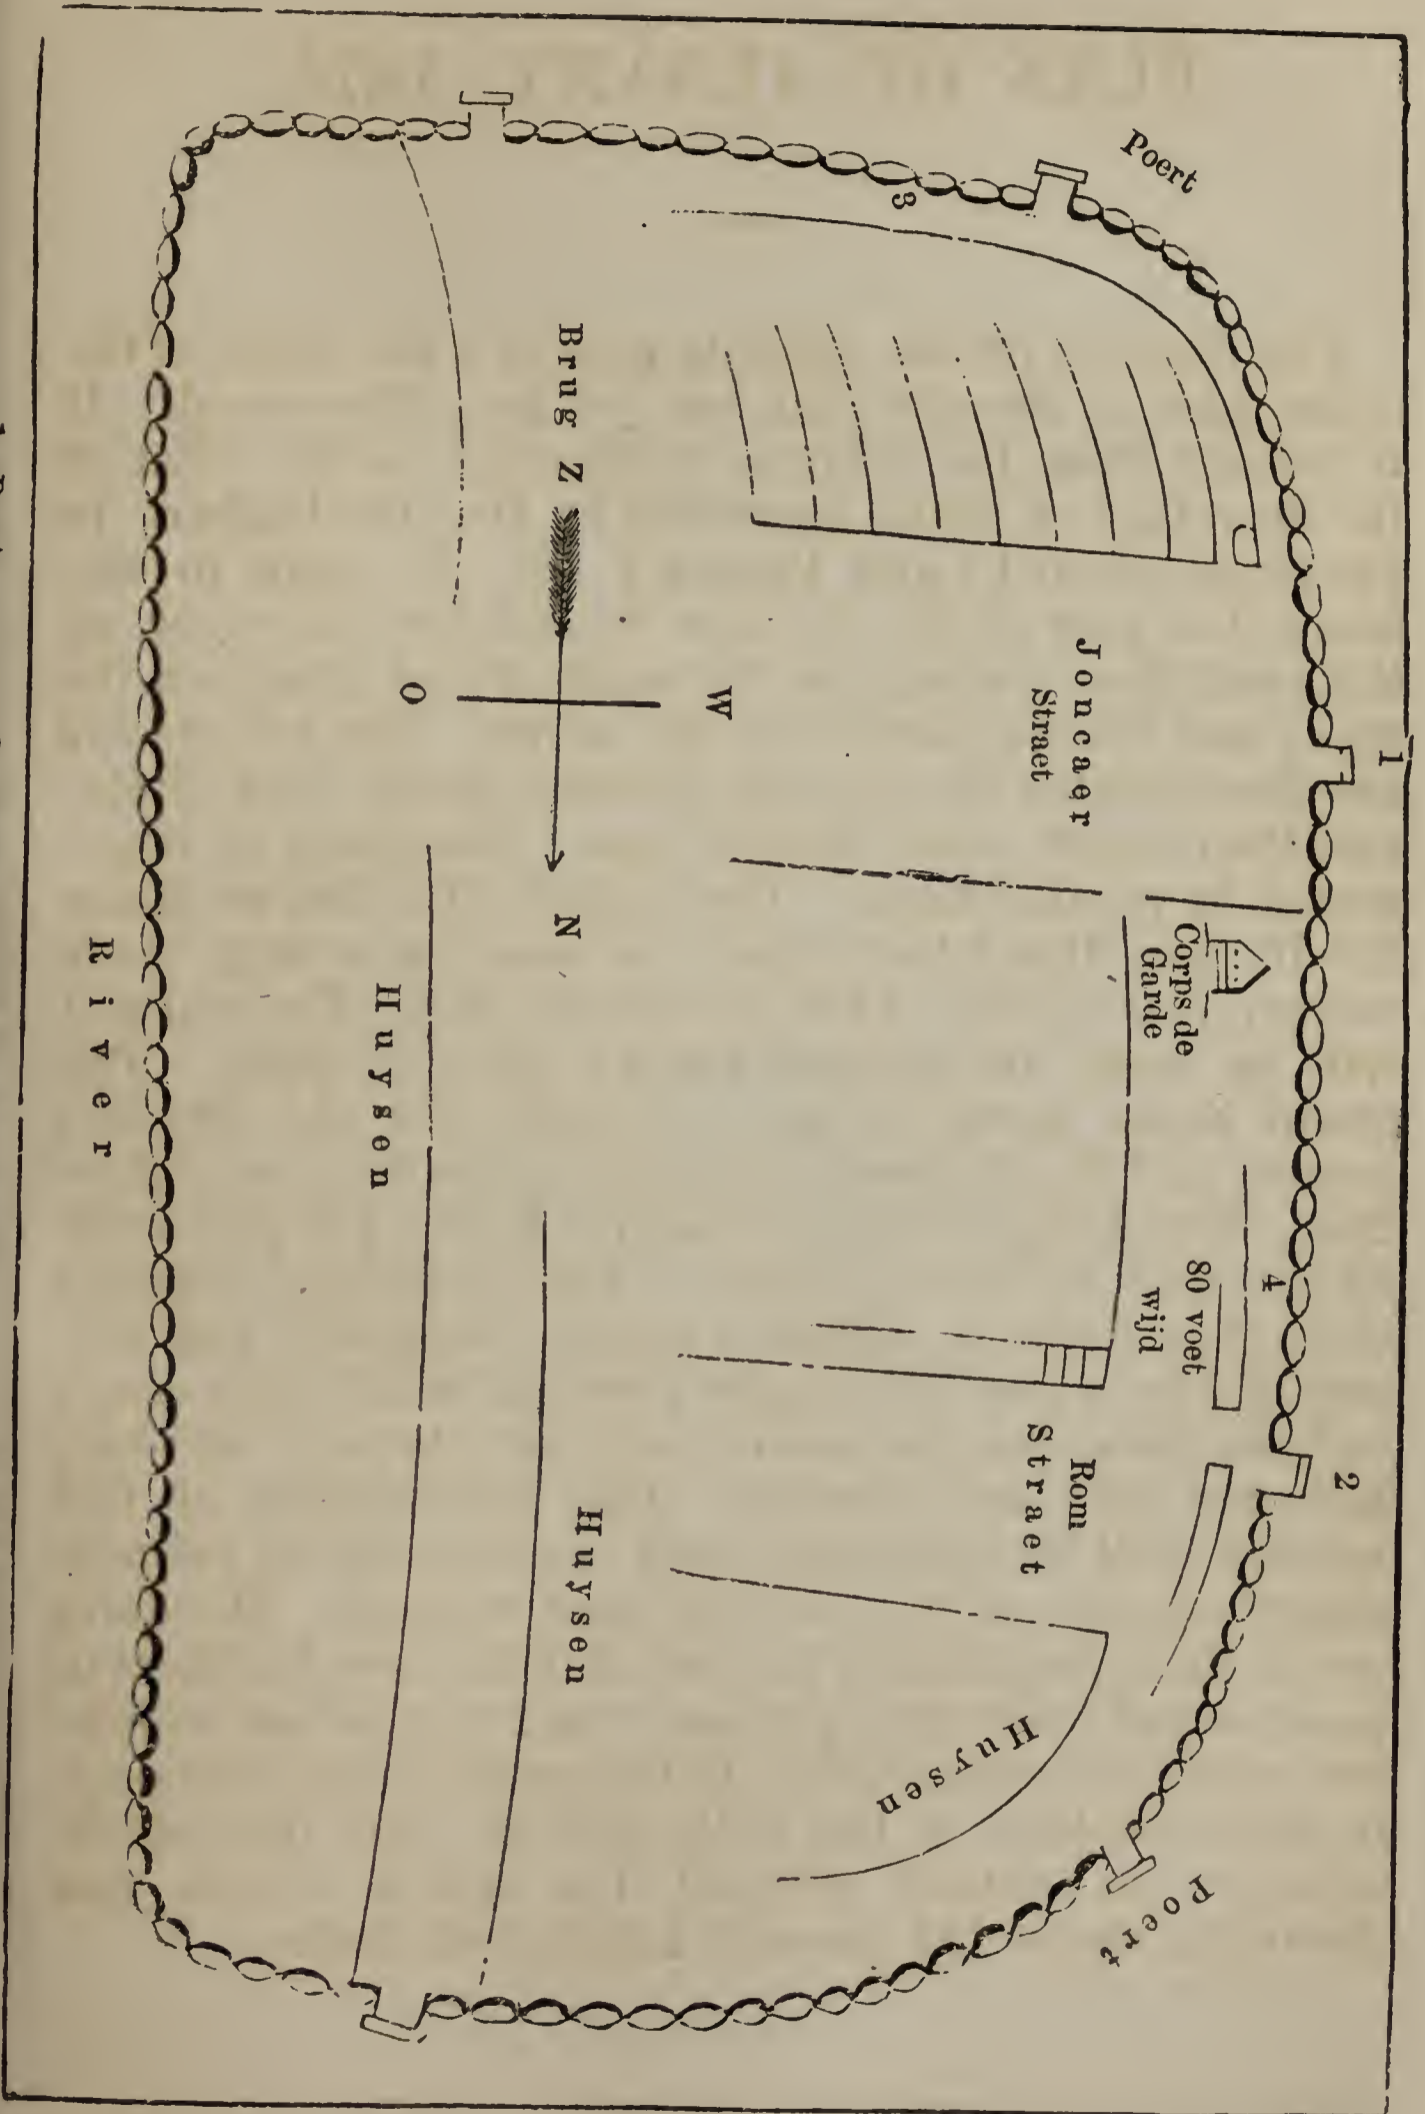 Poert
3
Brug Z
1
Joncaer
Straet
W
O
N
Corps de
Garde
River
Huysen
4
80 voet
wijd
2
Rom
Straet
Huysen
Huysen
Poert